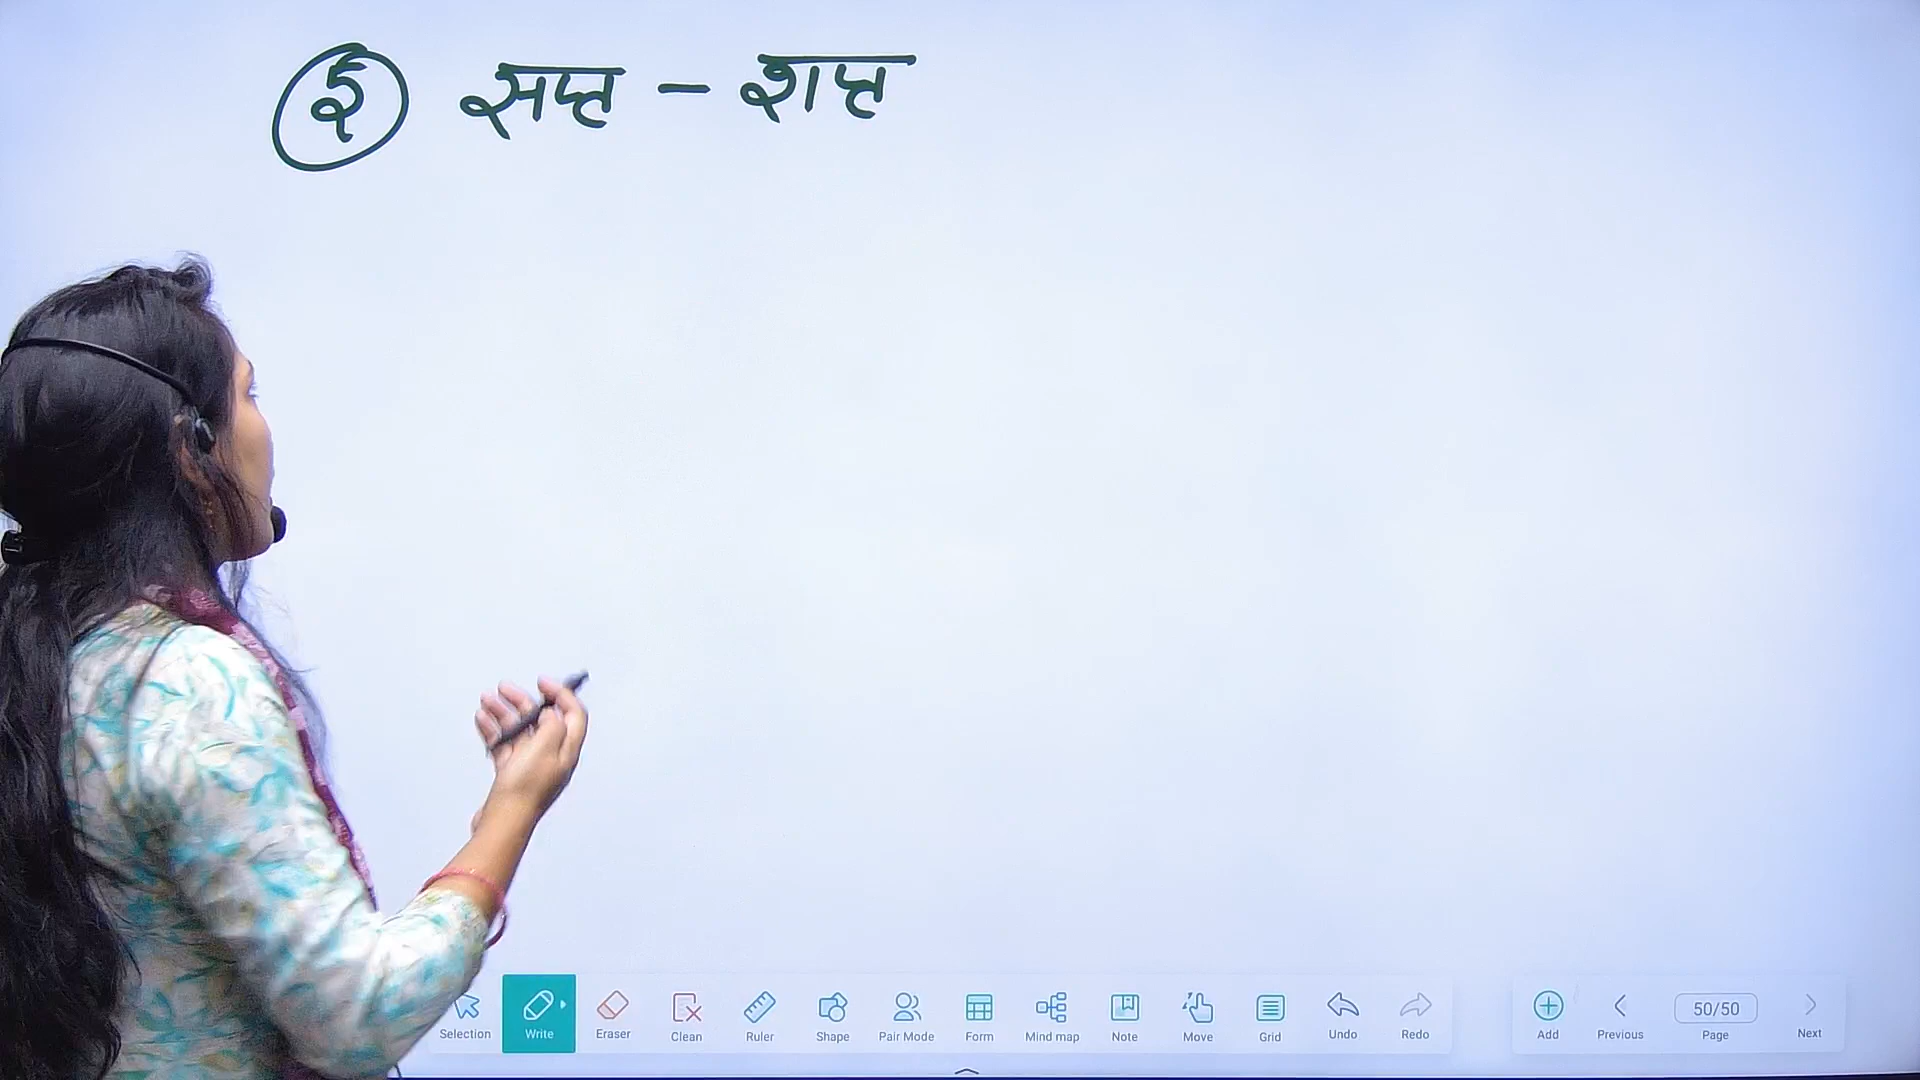 ई सप्त - शप्त
Selection Write Eraser Clean Ruler Shape Pair Mode Form Mind map Note Move Grid Undo Redo Add Previous 50/50 Page Next